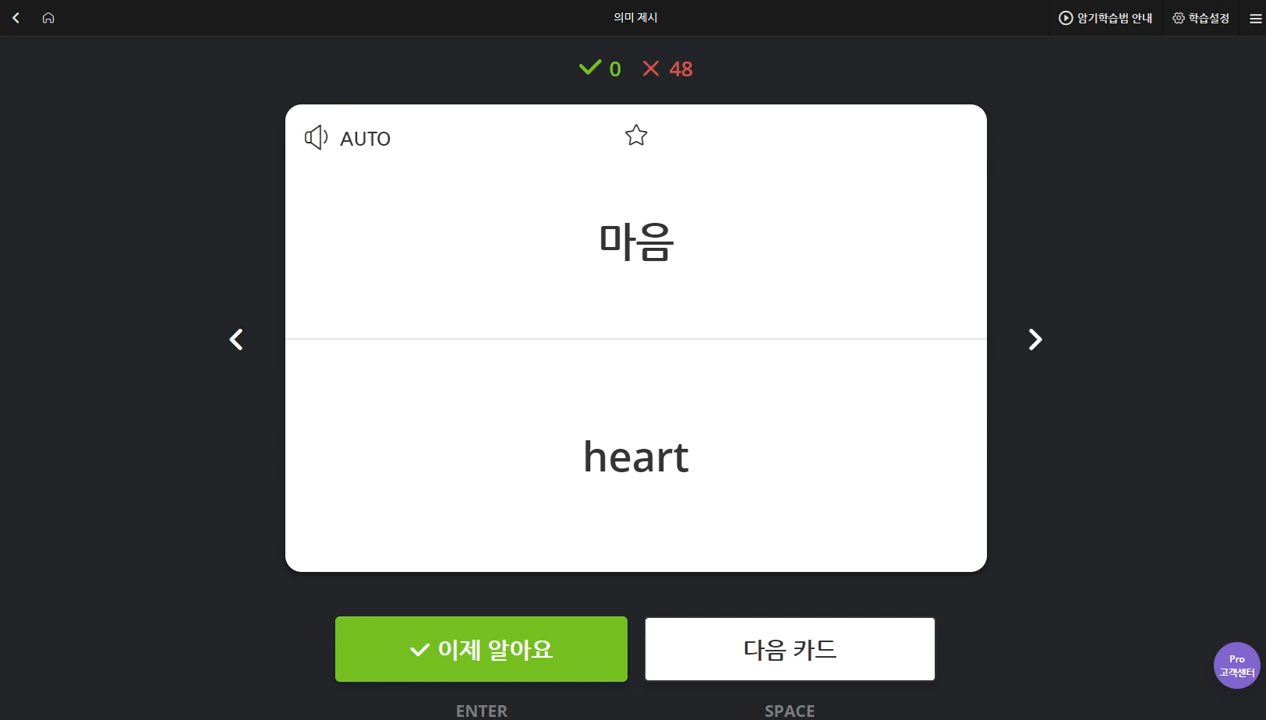 의미 제시
암기학습법 안내
학습설정
0
48
AUTO
마음
heart
이제 알아요
다음 카드
Pro
고객센터
ENTER
SPACE